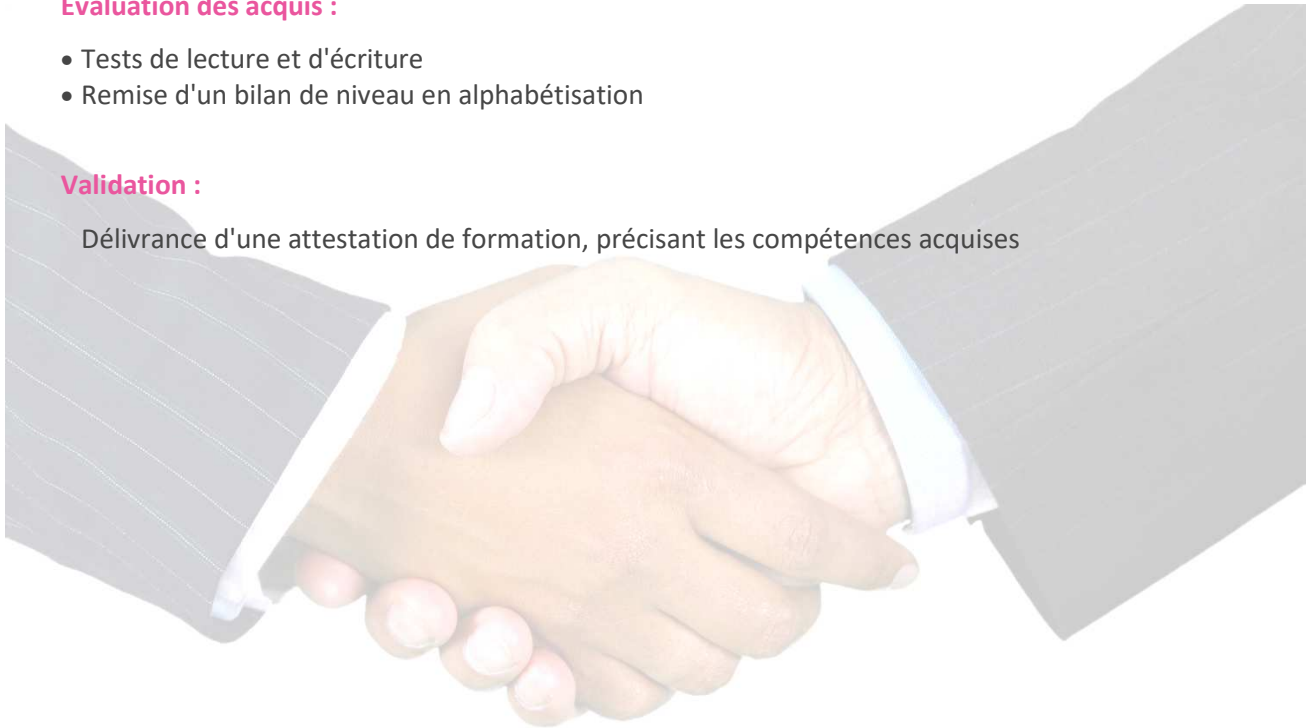 Evaluation des acquis :
• Tests de lecture et d'écriture
• Remise d'un bilan de niveau en alphabétisation
Validation :
Délivrance d'une attestation de formation, précisant les compétences acquises